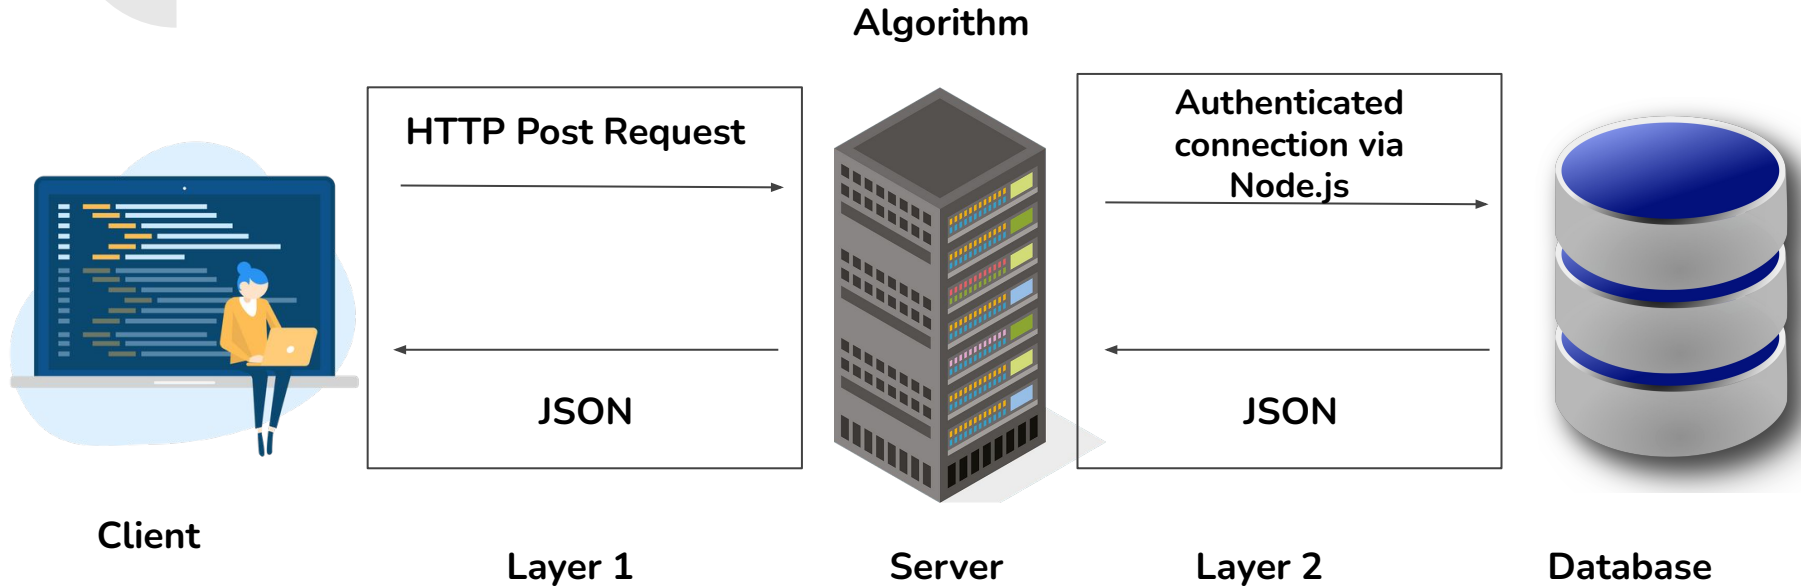 Algorithm
HTTP Post Request
Authenticated
connection via
Node.js
JSON
JSON
Client
Layer 1
Server
Layer 2
Database